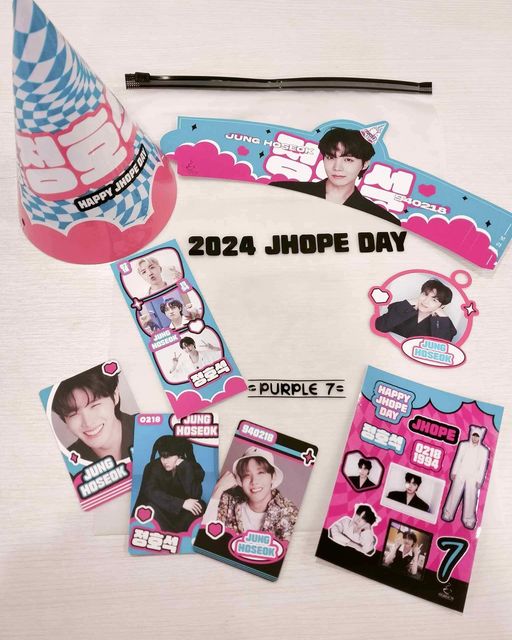 정호석
HAPPY JHOPE DAY
JUNG HOSEOK
정호석
940218
2024 JHOPE DAY
JUNG
HOSEOK
정호석
JUNG
HOSEOK
PURPLE 7
JUNG
HOSEOK
0218
JUNG
HOSEOK
정호석
940218
JUNG
HOSEOK
HAPPY
JHOPE
DAY
정호석
JHOPE
0218
1994
7